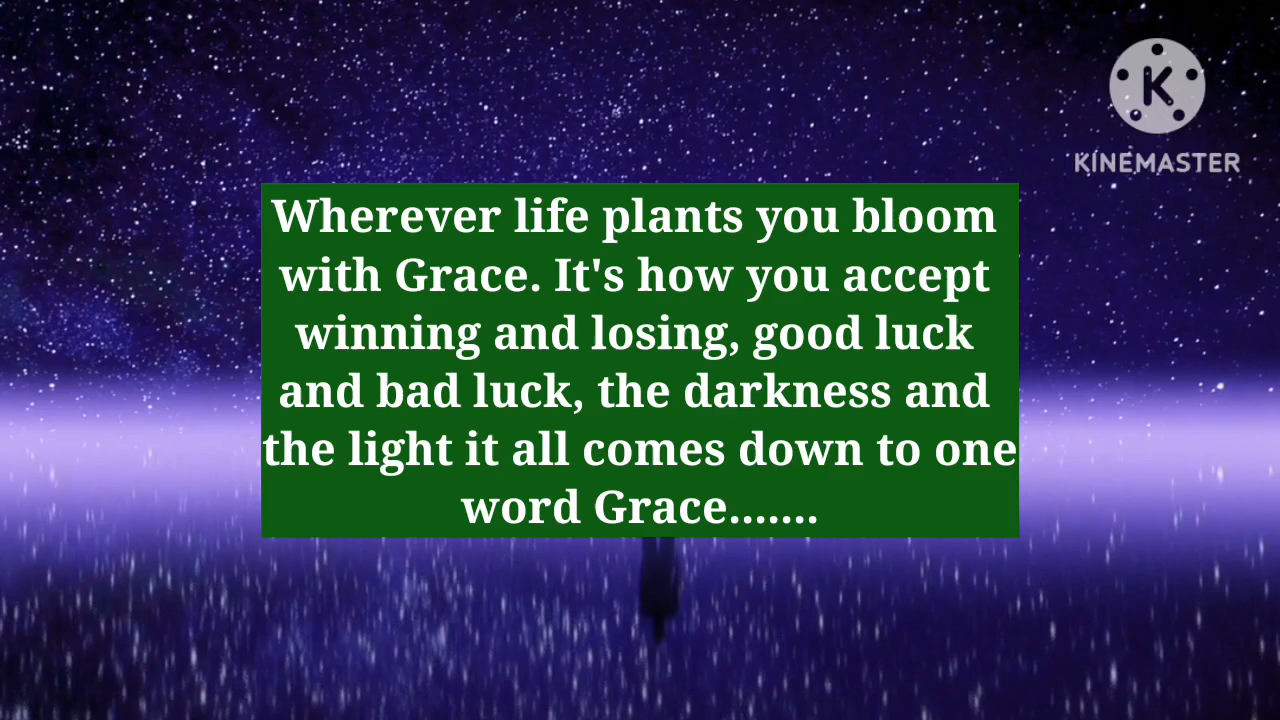 KINEMASTER
Wherever life plants you bloom
with Grace. It's how you accept
winning and losing, good luck
and bad luck, the darkness and
the light it all comes down to one
word Grace.......